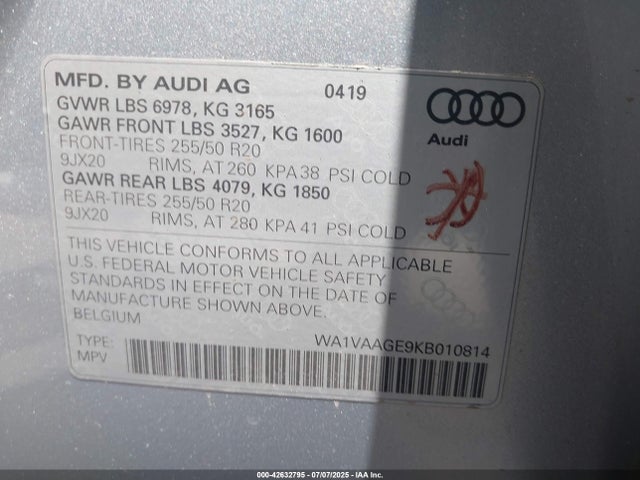 MFD. BY AUDI AG 0419
GVWR LBS 6978, KG 3165
GAWR FRONT LBS 3527, KG 1600
FRONT-TIRES 255/50 R20
9JX20 RIMS, AT 260 KPA 38 PSI COLD
GAWR REAR LBS 4079, KG 1850
REAR-TIRES 255/50 R20
9JX20 RIMS, AT 280 KPA 41 PSI COLD
Audi
THIS VEHICLE CONFORMS TO ALL APPLICABLE
U.S. FEDERAL MOTOR VEHICLE SAFETY
STANDARDS IN EFFECT ON THE DATE OF
MANUFACTURE SHOWN ABOVE.
BELGIUM
TYPE: WA1VAAGE9KB010814
MPV
000-42632795 - 07/07/2025 - IAA Inc.